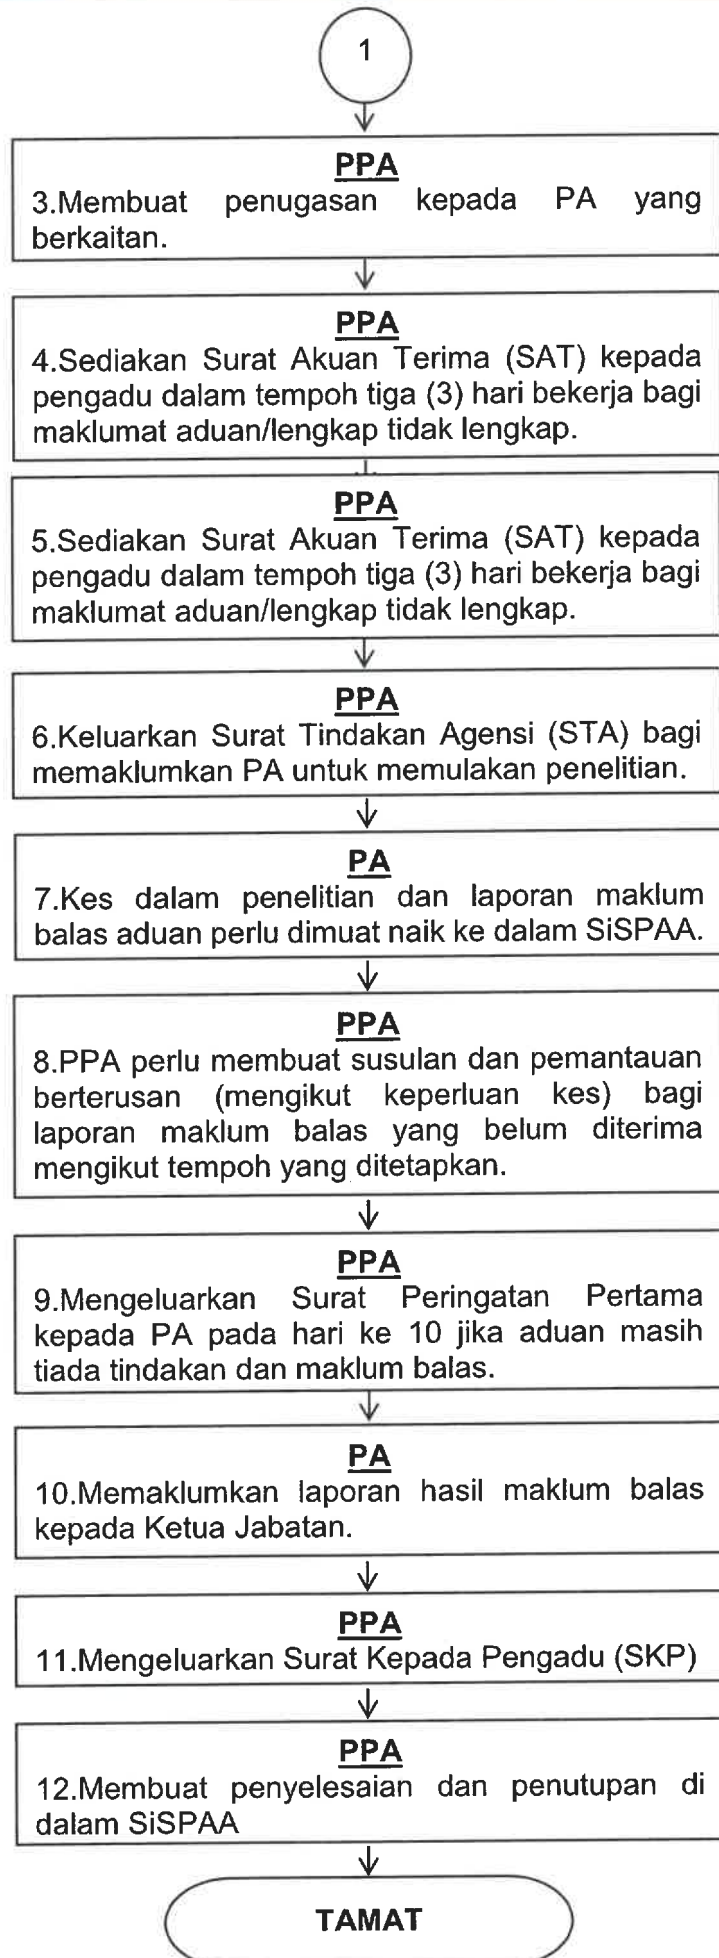 1
PPA
3.Membuat penugasan kepada PA yang
berkaitan.
PPA
4.Sediakan Surat Akuan Terima (SAT) kepada
pengadu dalam tempoh tiga (3) hari bekerja bagi
maklumat aduan/lengkap tidak lengkap.
PPA
5.Sediakan Surat Akuan Terima (SAT) kepada
pengadu dalam tempoh tiga (3) hari bekerja bagi
maklumat aduan/lengkap tidak lengkap.
PPA
6.Keluarkan Surat Tindakan Agensi (STA) bagi
memaklumkan PA untuk memulakan penelitian.
PA
7.Kes dalam penelitian dan laporan maklum
balas aduan perlu dimuat naik ke dalam SiSPAA.
PPA
8.PPA perlu membuat susulan dan pemantauan
berterusan (mengikut keperluan kes) bagi
laporan maklum balas yang belum diterima
mengikut tempoh yang ditetapkan.
PPA
9.Mengeluarkan Surat Peringatan Pertama
kepada PA pada hari ke 10 jika aduan masih
tiada tindakan dan maklum balas.
PA
10.Memaklumkan laporan hasil maklum balas
kepada Ketua Jabatan.
PPA
11.Mengeluarkan Surat Kepada Pengadu (SKP)
PPA
12.Membuat penyelesaian dan penutupan di
dalam SiSPAA
TAMAT